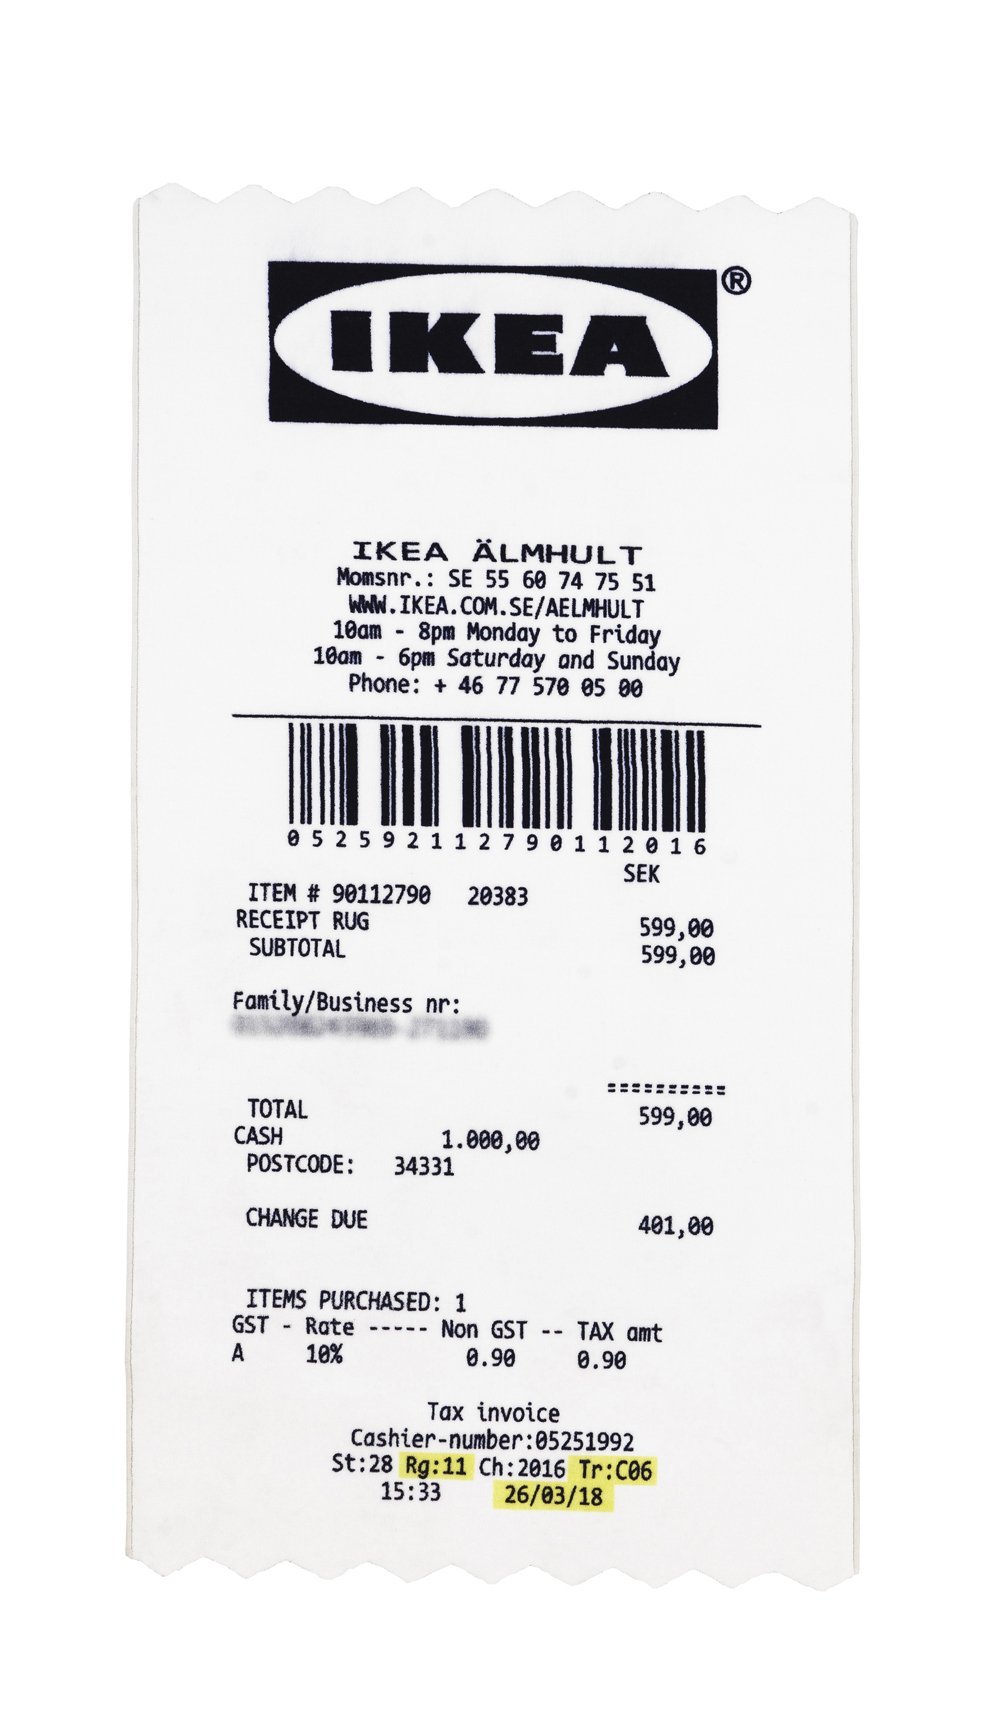 IKEA ®
IKEA ÄLMHULT
Momsnr.: SE 55 60 74 75 51
WWW.IKEA.COM.SE/AELMHULT
10am - 8pm Monday to Friday
10am - 6pm Saturday and Sunday
Phone: + 46 77 570 05 00
05259211279011 2016
SEK
ITEM # 90112790 20383
RECEIPT RUG 599,00
SUBTOTAL 599,00
Family/Business nr:
==========
TOTAL 599,00
CASH 1.000,00
POSTCODE: 34331
CHANGE DUE 401,00
ITEMS PURCHASED: 1
GST - Rate ----- Non GST -- TAX amt
A 10% 0.90 0.90
Tax invoice
Cashier-number:05251992
St:28 Rg:11 Ch:2016 Tr:C06
15:33 26/03/18